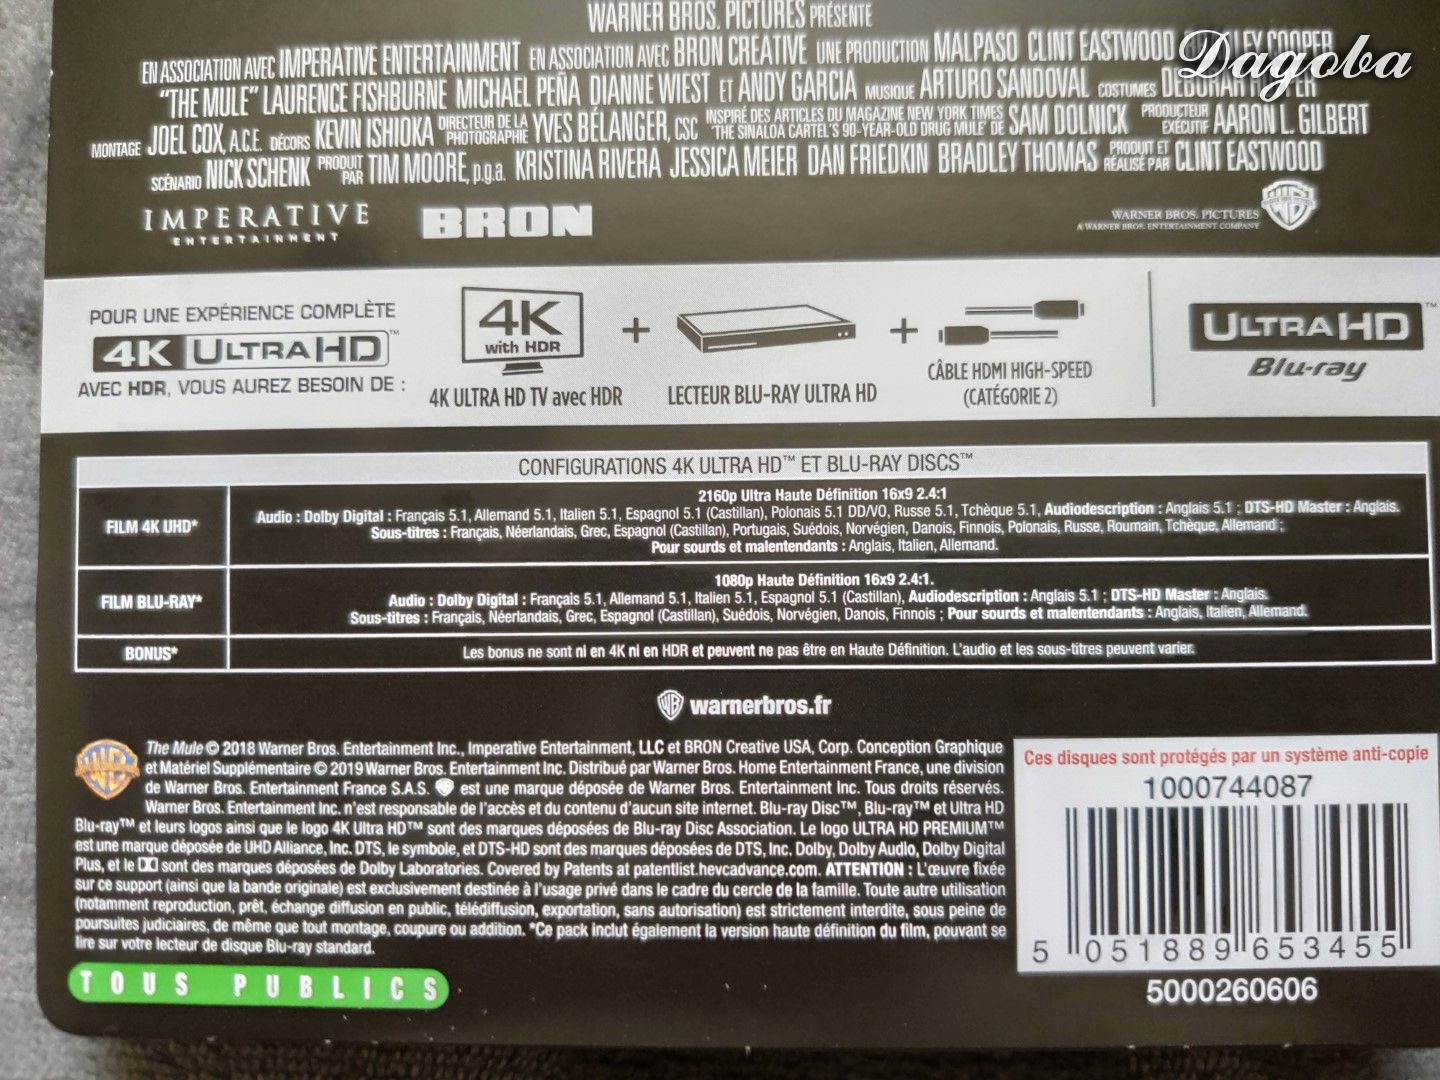 WARNER BROS. PICTURES PRÉSENTE
EN ASSOCIATION AVEC IMPERATIVE ENTERTAINMENT EN ASSOCIATION AVEC BRON CREATIVE UNE PRODUCTION MALPASO CLINT EASTWOOD COOPER
Dagoba
“THE MULE” LAURENCE FISHBURNE MICHAEL PEÑA DIANNE WIEST ET ANDY GARCIA MUSIQUE ARTURO SANDOVAL COSTUMES DEBORAH HOPPER
MONTAGE JOEL COX, A.C.E. DÉCORS KEVIN ISHIOKA DIRECTEUR DE LA PHOTOGRAPHIE YVES BÉLANGER, CSC INSPIRÉ DES ARTICLES DU MAGAZINE NEW YORK TIMES 'THE SINALOA CARTEL'S 90-YEAR-OLD DRUG MULE' DE SAM DOLNICK PRODUCTEUR EXÉCUTIF AARON L. GILBERT
SCÉNARIO NICK SCHENK PRODUIT PAR TIM MOORE, p.g.a. KRISTINA RIVERA JESSICA MEIER DAN FRIEDKIN BRADLEY THOMAS PRODUIT ET RÉALISÉ PAR CLINT EASTWOOD
IMPERATIVE
ENTERTAINMENT
BRON
WARNER BROS. PICTURES
A WARNER BROS. ENTERTAINMENT COMPANY
WB
POUR UNE EXPÉRIENCE COMPLÈTE
4K ULTRA HD™
AVEC HDR, VOUS AUREZ BESOIN DE :
4K
with HDR
+
+
4K ULTRA HD TV avec HDR
LECTEUR BLU-RAY ULTRA HD
CÂBLE HDMI HIGH-SPEED
(CATÉGORIE 2)
ULTRA HD™
Blu-ray
CONFIGURATIONS 4K ULTRA HD™ ET BLU-RAY DISCS™
FILM 4K UHD*
2160p Ultra Haute Définition 16x9 2.4:1
Audio : Dolby Digital : Français 5.1, Allemand 5.1, Italien 5.1, Espagnol 5.1 (Castillan), Polonais 5.1 DD/VO, Russe 5.1, Tchèque 5.1, Audiodescription : Anglais 5.1 ; DTS-HD Master : Anglais.
Sous-titres : Français, Néerlandais, Grec, Espagnol (Castillan), Portugais, Suédois, Norvégien, Danois, Finnois, Polonais, Russe, Roumain, Tchèque, Allemand ;
Pour sourds et malentendants : Anglais, Italien, Allemand.
FILM BLU-RAY*
1080p Haute Définition 16x9 2.4:1.
Audio : Dolby Digital : Français 5.1, Allemand 5.1, Italien 5.1, Espagnol 5.1 (Castillan), Audiodescription : Anglais 5.1 ; DTS-HD Master : Anglais.
Sous-titres : Français, Néerlandais, Grec, Espagnol (Castillan), Suédois, Norvégien, Danois, Finnois ; Pour sourds et malentendants : Anglais, Italien, Allemand.
BONUS*
Les bonus ne sont ni en 4K ni en HDR et peuvent ne pas être en Haute Définition. L'audio et les sous-titres peuvent varier.
warnerbros.fr
The Mule © 2018 Warner Bros. Entertainment Inc., Imperative Entertainment, LLC et BRON Creative USA, Corp. Conception Graphique
et Matériel Supplémentaire © 2019 Warner Bros. Entertainment Inc. Distribué par Warner Bros. Home Entertainment France, une division
de Warner Bros. Entertainment France S.A.S. est une marque déposée de Warner Bros. Entertainment Inc. Tous droits réservés.
Warner Bros. Entertainment Inc. n'est responsable de l'accès et du contenu d'aucun site internet. Blu-ray Disc™, Blu-ray™ et Ultra HD
Blu-ray™ et leurs logos ainsi que le logo 4K Ultra HD™ sont des marques déposées de Blu-ray Disc Association. Le logo ULTRA HD PREMIUM™
est une marque déposée de UHD Alliance, Inc. DTS, le symbole, et DTS-HD sont des marques déposées de DTS, Inc. Dolby, Dolby Audio, Dolby Digital
Plus, et le sont des marques déposées de Dolby Laboratories. Covered by Patents at patentlist.hevcadvance.com. ATTENTION : L'œuvre fixée
sur ce support (ainsi que la bande originale) est exclusivement destinée à l'usage privé dans le cadre du cercle de la famille. Toute autre utilisation
(notamment reproduction, prêt, échange diffusion en public, télédiffusion, exportation, sans autorisation) est strictement interdite, sous peine de
poursuites judiciaires, de même que tout montage, coupure ou addition. *Ce pack inclut également la version haute définition du film, pouvant se
lire sur votre lecteur de disque Blu-ray standard.
TOUS PUBLICS
Ces disques sont protégés par un système anti-copie
1000744087
5 051889 653455
5000260606